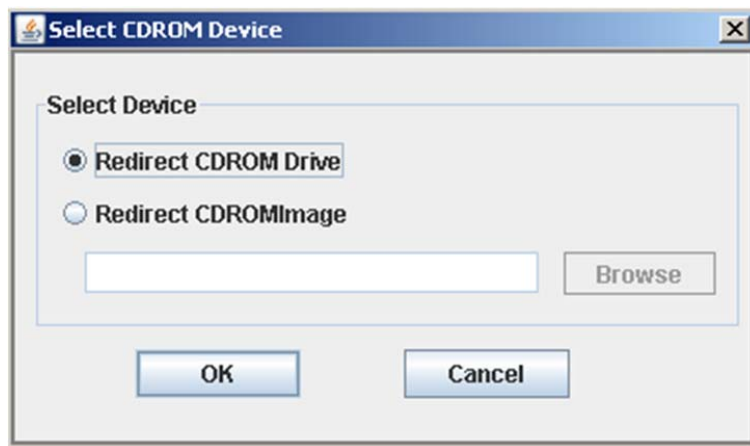 Select CDROM Device
Select Device
Redirect CDROM Drive
Redirect CDROMImage
Browse
OK Cancel